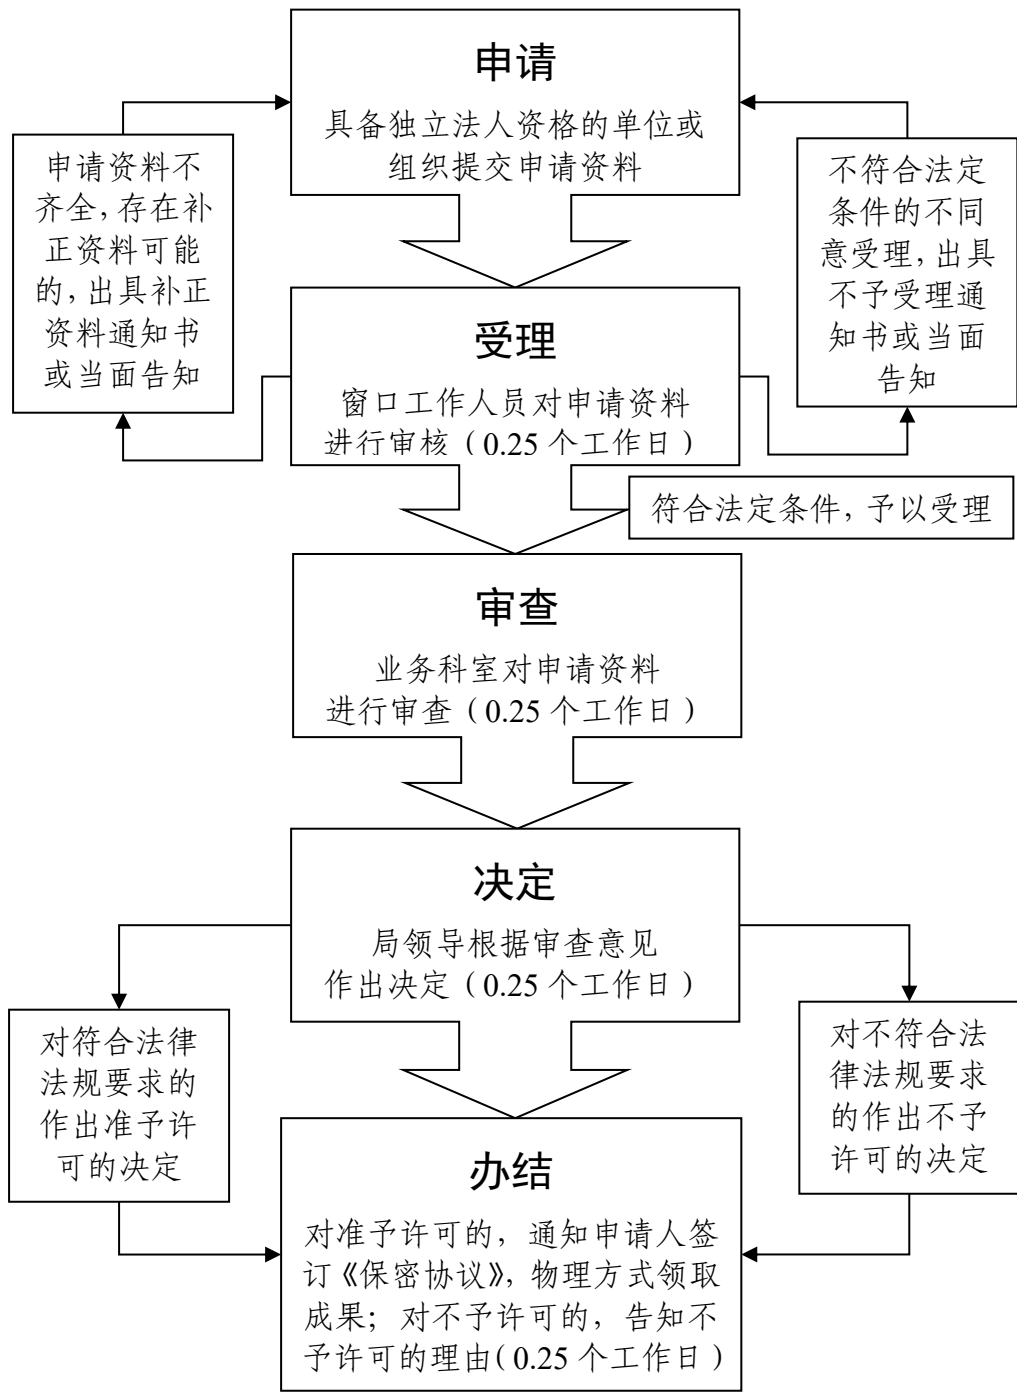 申请
具备独立法人资格的单位或
组织提交申请资料
申请资料不
齐全,存在补
正资料可能
的,出具补正
资料通知书
或当面告知
不符合法定
条件的不同
意受理,出具
不予受理通
知书或当面
告知
受理
窗口工作人员对申请资料
进行审核（0.25 个工作日）
符合法定条件,予以受理
审查
业务科室对申请资料
进行审查（0.25 个工作日）
决定
局领导根据审查意见
作出决定（0.25 个工作日）
对符合法律
法规要求的
作出准予许
可的决定
对不符合法
律法规要求
的作出不予
许可的决定
办结
对准予许可的，通知申请人签
订《保密协议》,物理方式领取
成果；对不予许可的，告知不
予许可的理由(0.25 个工作日）